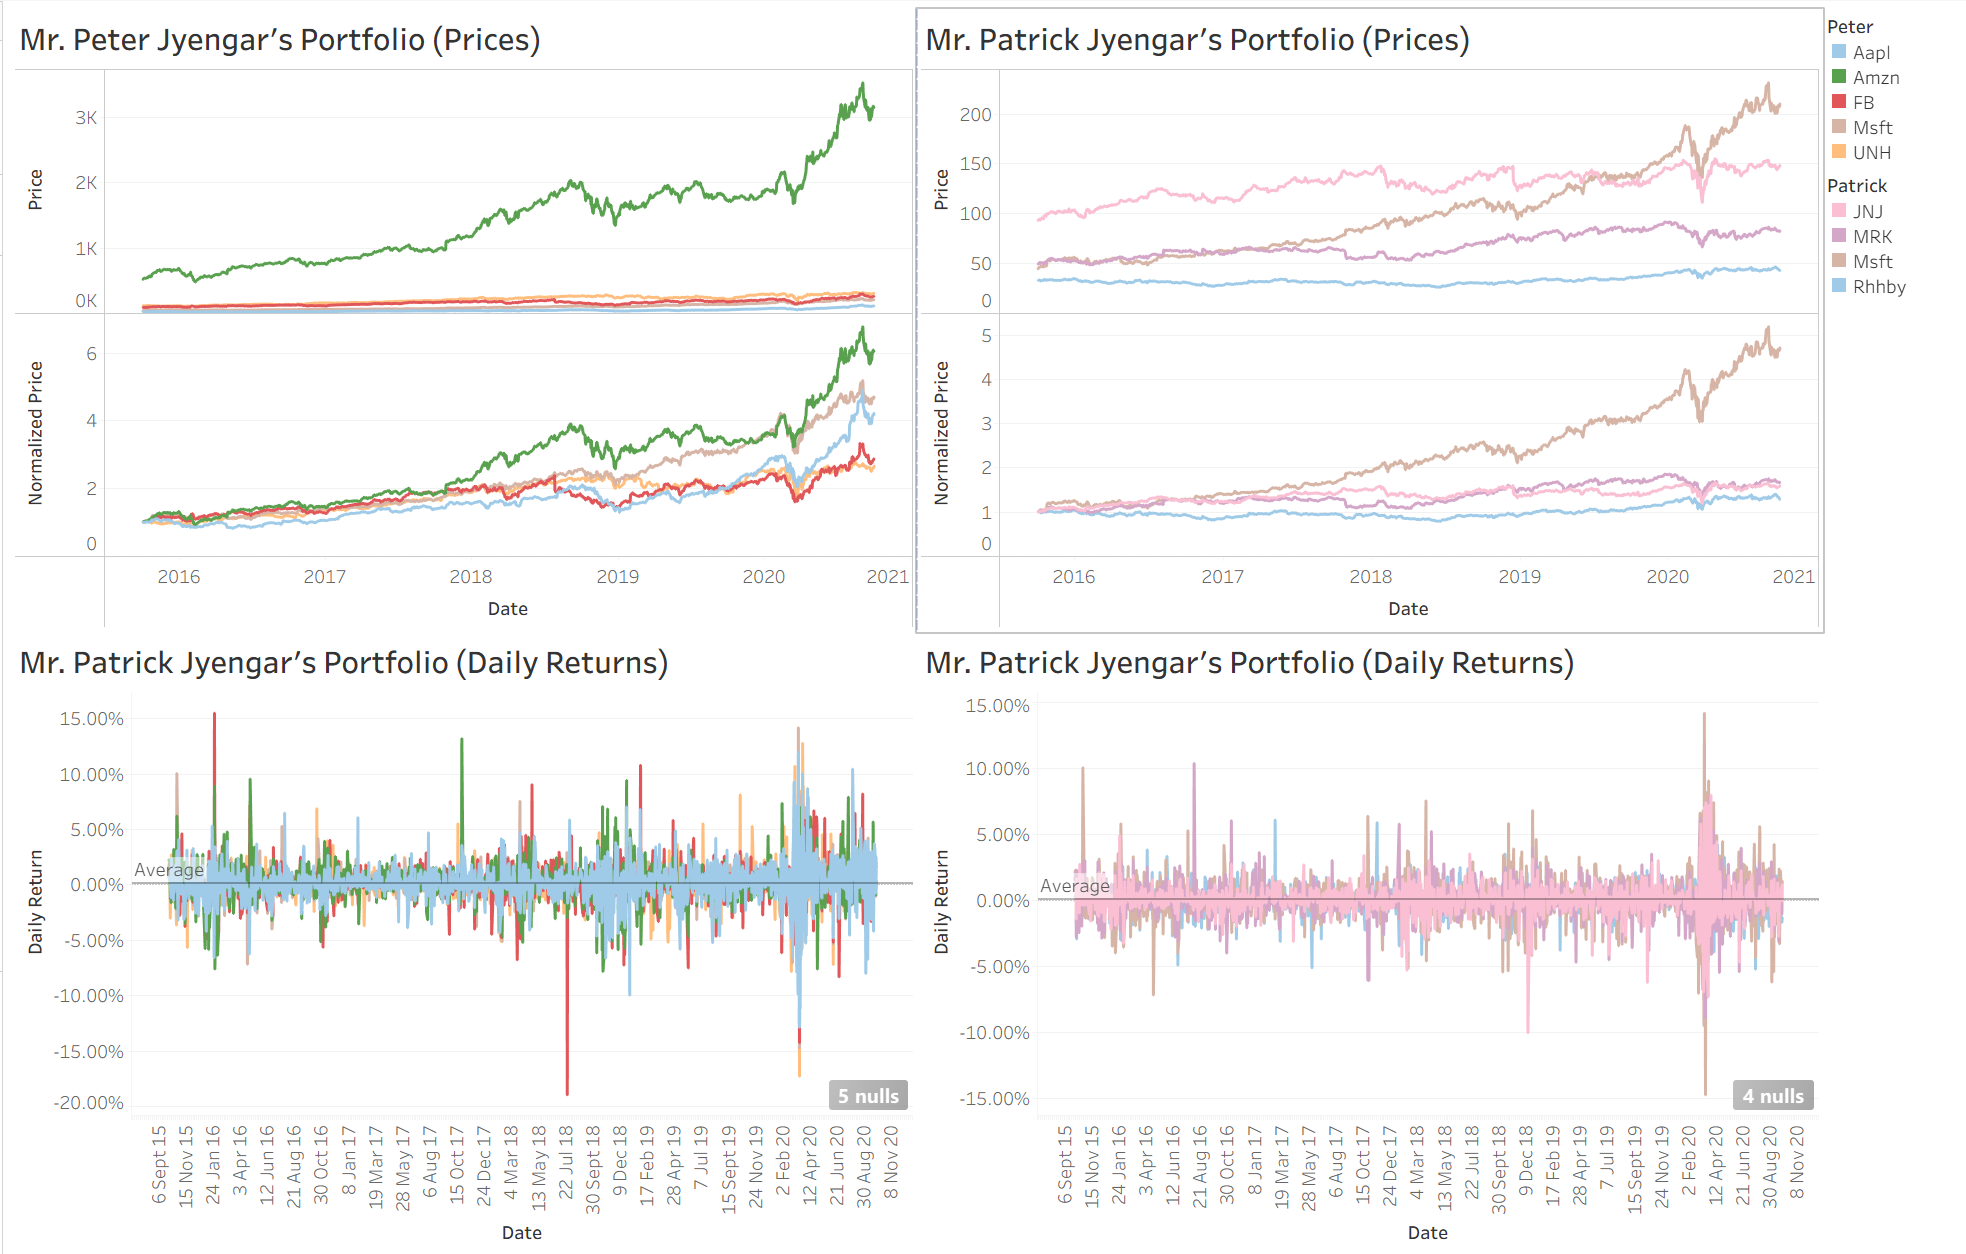 Mr. Peter Jyengar's Portfolio (Prices)
Price
3K
2K
1K
0K
Normalized Price
6
4
2
0
2016 2017 2018 2019 2020 2021
Date
Mr. Patrick Jyengar's Portfolio (Prices)
Price
200
150
100
50
0
Normalized Price
5
4
3
2
1
0
2016 2017 2018 2019 2020 2021
Date
Peter
Aapl
Amzn
FB
Msft
UNH
Patrick
JNJ
MRK
Msft
Rhhby
Mr. Patrick Jyengar's Portfolio (Daily Returns)
Daily Return
15.00%
10.00%
5.00%
Average
0.00%
-5.00%
-10.00%
-15.00%
-20.00%
5 nulls
6 Sept 15
15 Nov 15
24 Jan 16
3 Apr 16
12 Jun 16
21 Aug 16
30 Oct 16
8 Jan 17
19 Mar 17
28 May 17
6 Aug 17
15 Oct 17
24 Dec 17
4 Mar 18
13 May 18
22 Jul 18
30 Sept 18
9 Dec 18
17 Feb 19
28 Apr 19
7 Jul 19
15 Sept 19
24 Nov 19
2 Feb 20
12 Apr 20
21 Jun 20
30 Aug 20
8 Nov 20
Date
Mr. Patrick Jyengar's Portfolio (Daily Returns)
Daily Return
15.00%
10.00%
5.00%
Average
0.00%
-5.00%
-10.00%
-15.00%
4 nulls
6 Sept 15
15 Nov 15
24 Jan 16
3 Apr 16
12 Jun 16
21 Aug 16
30 Oct 16
8 Jan 17
19 Mar 17
28 May 17
6 Aug 17
15 Oct 17
24 Dec 17
4 Mar 18
13 May 18
22 Jul 18
30 Sept 18
9 Dec 18
17 Feb 19
28 Apr 19
7 Jul 19
15 Sept 19
24 Nov 19
2 Feb 20
12 Apr 20
21 Jun 20
30 Aug 20
8 Nov 20
Date